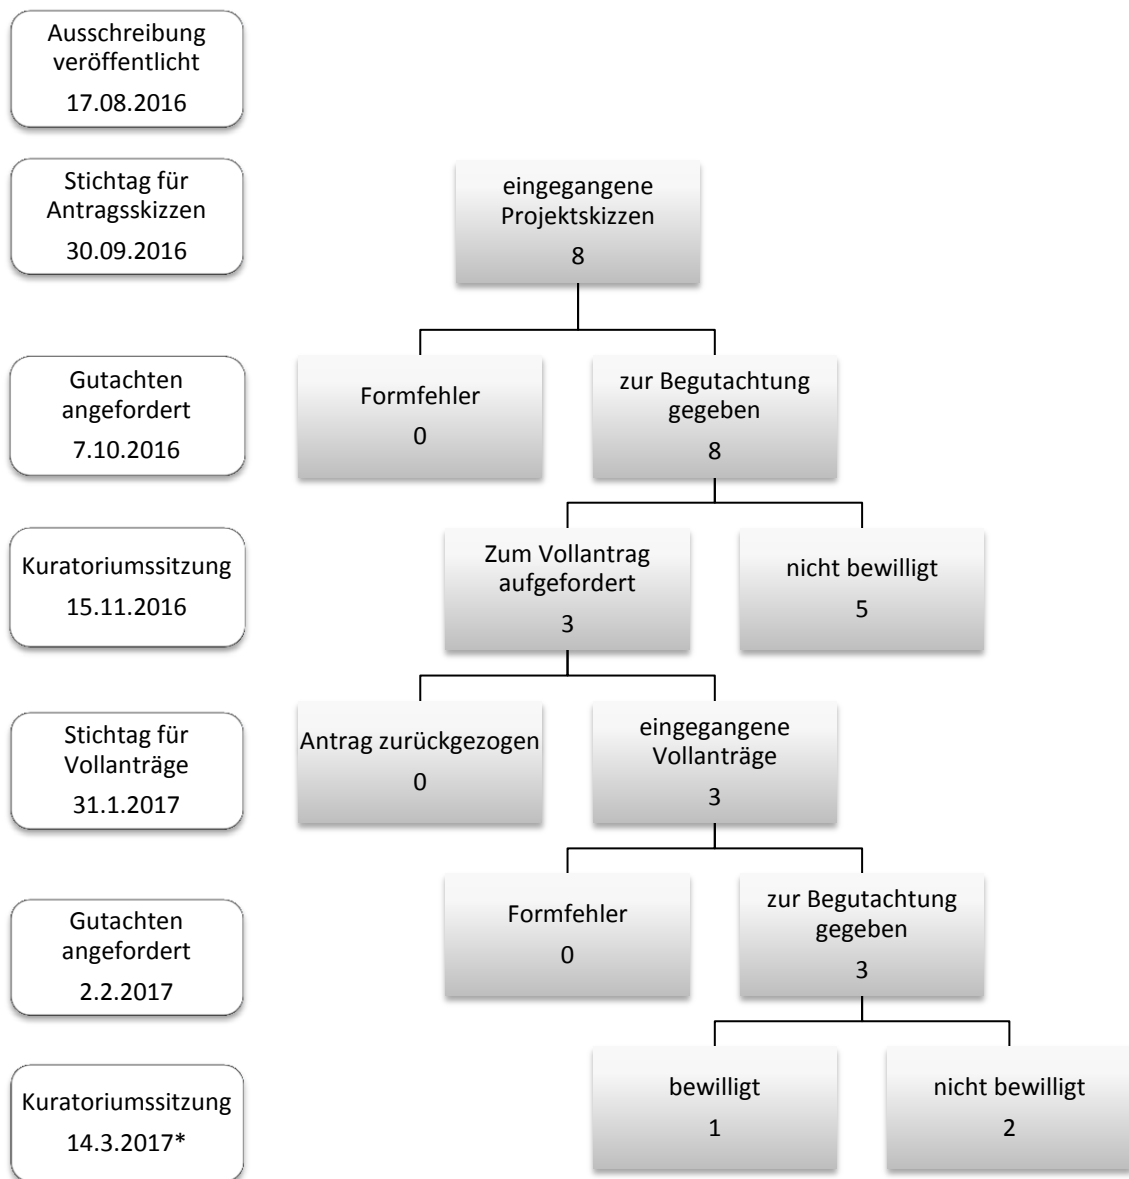 Ausschreibung
veröffentlicht
17.08.2016
Stichtag für
Antragsskizzen
30.09.2016
eingegangene
Projektskizzen
8
Gutachten
angefordert
7.10.2016
Formfehler
0
zur Begutachtung
gegeben
8
Kuratoriumssitzung
15.11.2016
Zum Vollantrag
aufgefordert
3
nicht bewilligt
5
Stichtag für
Vollanträge
31.1.2017
Antrag zurückgezogen
0
eingegangene
Vollanträge
3
Gutachten
angefordert
2.2.2017
Formfehler
0
zur Begutachtung
gegeben
3
Kuratoriumssitzung
14.3.2017*
bewilligt
1
nicht bewilligt
2